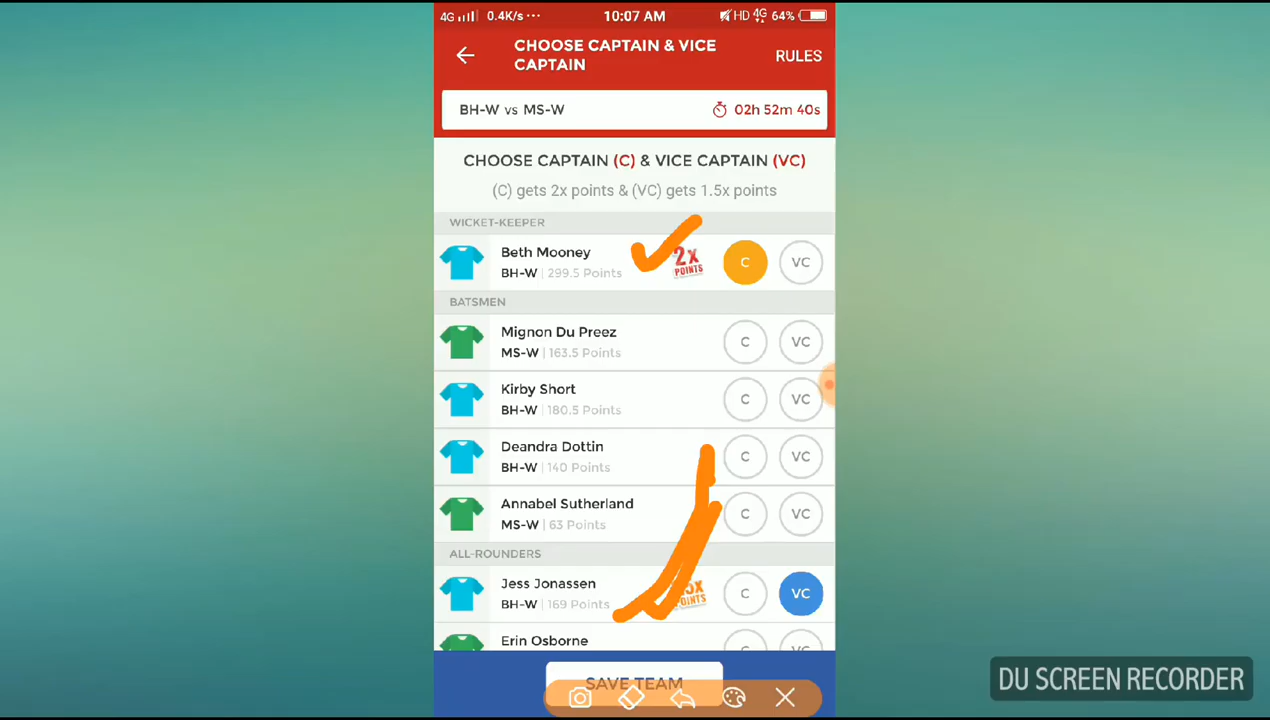 4G 0.4K/s ··· 10:07 AM HD 4G 64%
CHOOSE CAPTAIN & VICE
CAPTAIN
RULES
BH-W vs MS-W 02h 52m 40s
CHOOSE CAPTAIN (C) & VICE CAPTAIN (VC)
(C) gets 2x points & (VC) gets 1.5x points
WICKET-KEEPER
Beth Mooney
BH-W | 299.5 Points
2X
POINTS
C VC
BATSMEN
Mignon Du Preez
MS-W | 163.5 Points
C VC
Kirby Short
BH-W | 180.5 Points
C VC
Deandra Dottin
BH-W | 140 Points
C VC
Annabel Sutherland
MS-W | 63 Points
C VC
ALL-ROUNDERS
Jess Jonassen
BH-W | 169 Points
POINTS
C VC
Erin Osborne
C VC
SAVE TEAM
DU SCREEN RECORDER